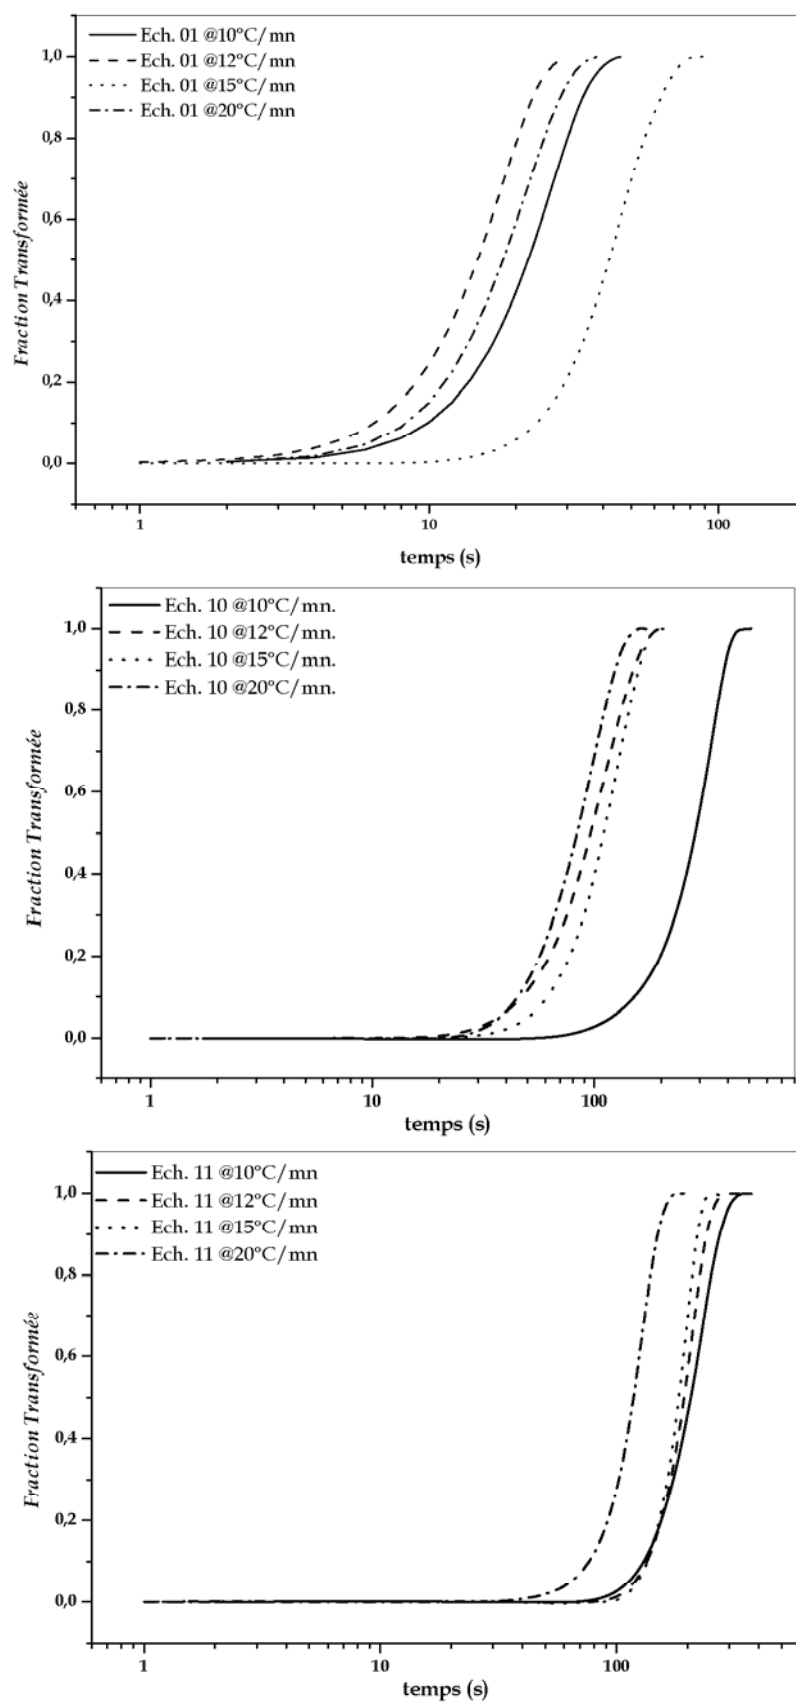 Ech. 01 @10°C/mn
Ech. 01 @12°C/mn
Ech. 01 @15°C/mn
Ech. 01 @20°C/mn
1,0
0,8
0,6
0,4
0,2
0,0
Fraction Transformée
1 10 100
temps (s)
Ech. 10 @10°C/mn.
Ech. 10 @12°C/mn.
Ech. 10 @15°C/mn.
Ech. 10 @20°C/mn.
1,0
0,8
0,6
0,4
0,2
0,0
Fraction Transformée
1 10 100
temps (s)
Ech. 11 @10°C/mn
Ech. 11 @12°C/mn
Ech. 11 @15°C/mn
Ech. 11 @20°C/mn
1,0
0,8
0,6
0,4
0,2
0,0
Fraction Transformée
1 10 100
temps (s)